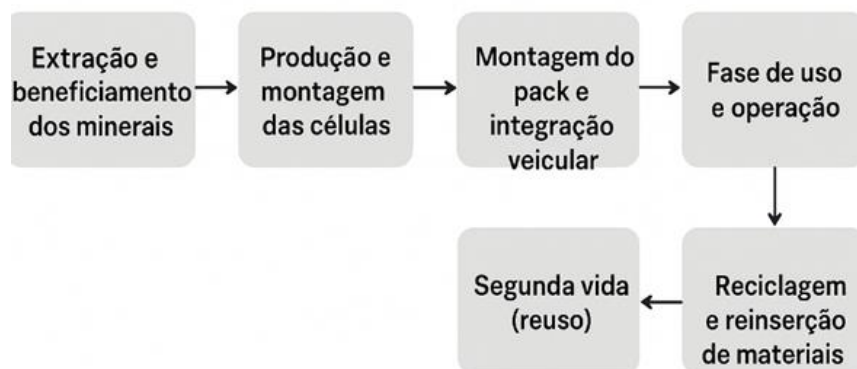 Extração e
beneficiamento
dos minerais
Produção e
montagem
das células
Montagem do
pack e
integração
veicular
Fase de uso
e operação
Segunda vida
(reuso)
Reciclagem
e reinserção
de materiais